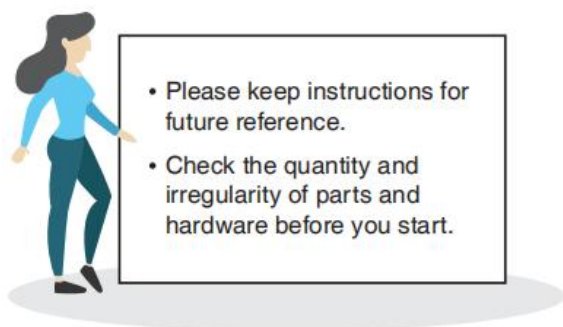 • Please keep instructions for
future reference.
• Check the quantity and
irregularity of parts and
hardware before you start.